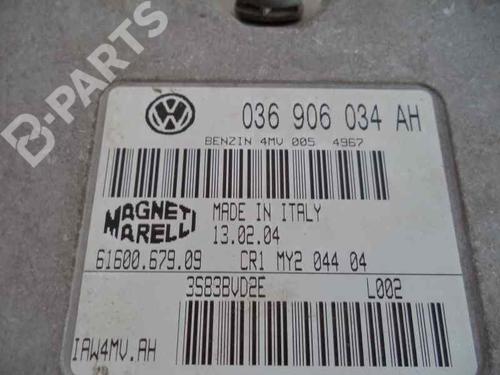 B-PARTS
VW
036 906 034 AH
BENZIN 4MV 005 4967
MAGNETI
MARELLI
MADE IN ITALY
13.02.04
61600.679.09 CR1 MY2 044 04
3S83BVD2E L002
IAW4MV.AH